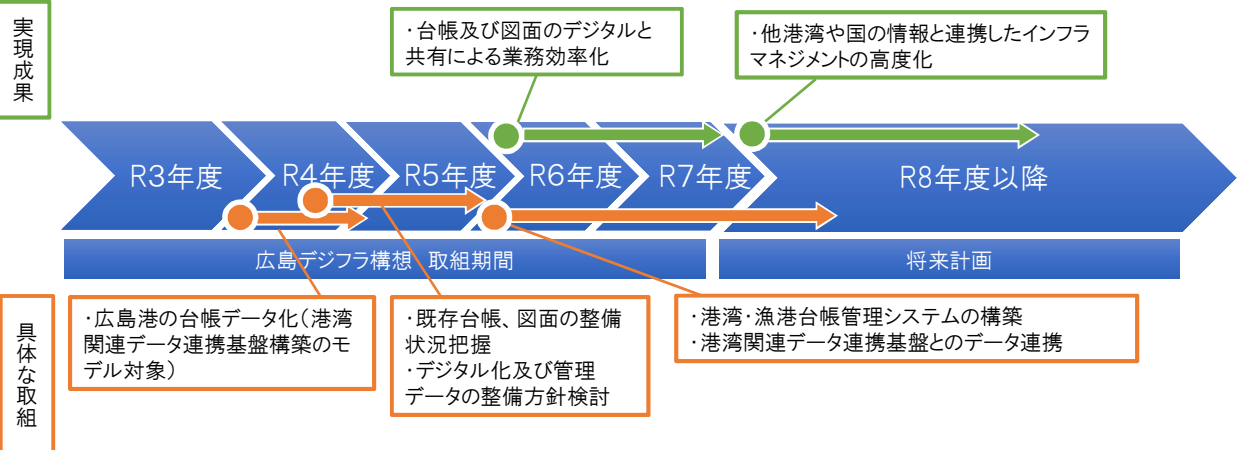 実現成果
・台帳及び図面のデジタルと
共有による業務効率化
・他港湾や国の情報と連携したインフラ
マネジメントの高度化
R3年度
R4年度
R5年度
R6年度
R7年度
R8年度以降
広島デジフラ構想 取組期間
将来計画
具体な取組
・広島港の台帳データ化（港湾
関連データ連携基盤構築のモ
デル対象）
・既存台帳、図面の整備
状況把握
・デジタル化及び管理
データの整備方針検討
・港湾・漁港台帳管理システムの構築
・港湾関連データ連携基盤とのデータ連携